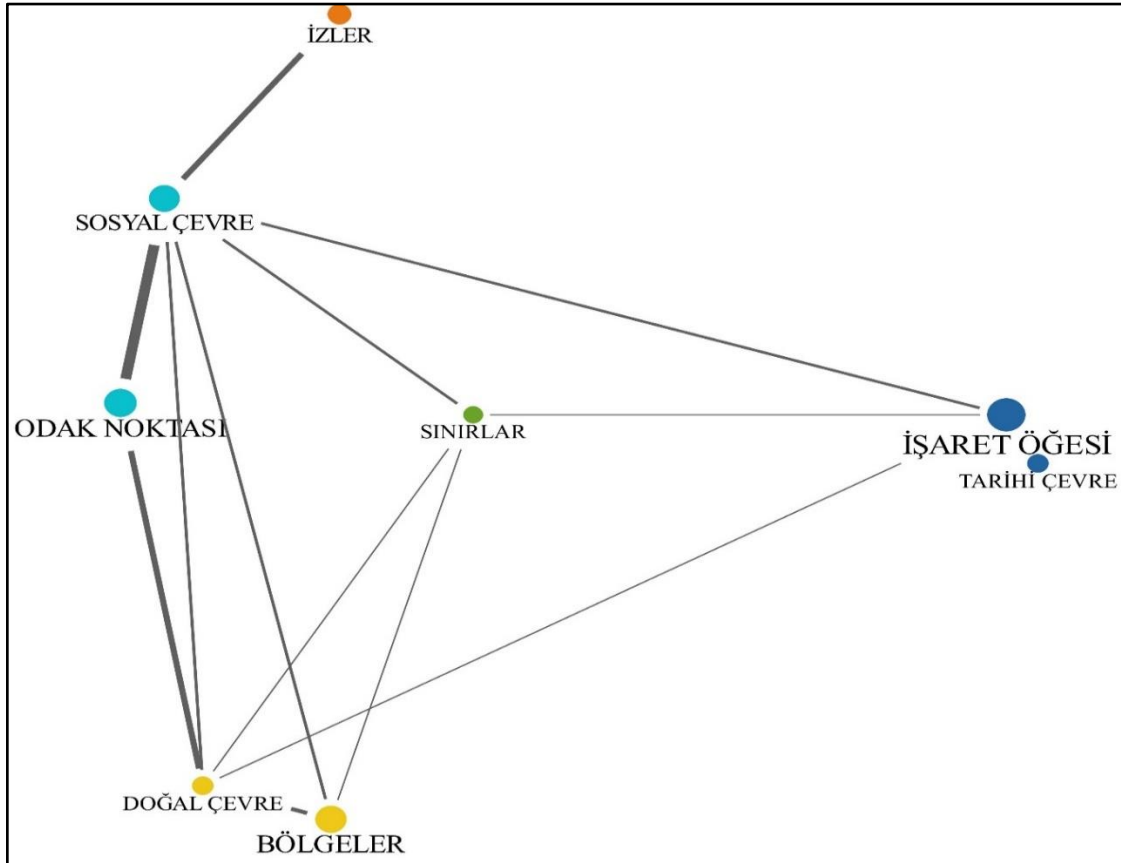 İZLER
SOSYAL ÇEVRE
ODAK NOKTASI
SINIRLAR
İŞARET ÖĞESİ
TARİHİ ÇEVRE
DOĞAL ÇEVRE
BÖLGELER